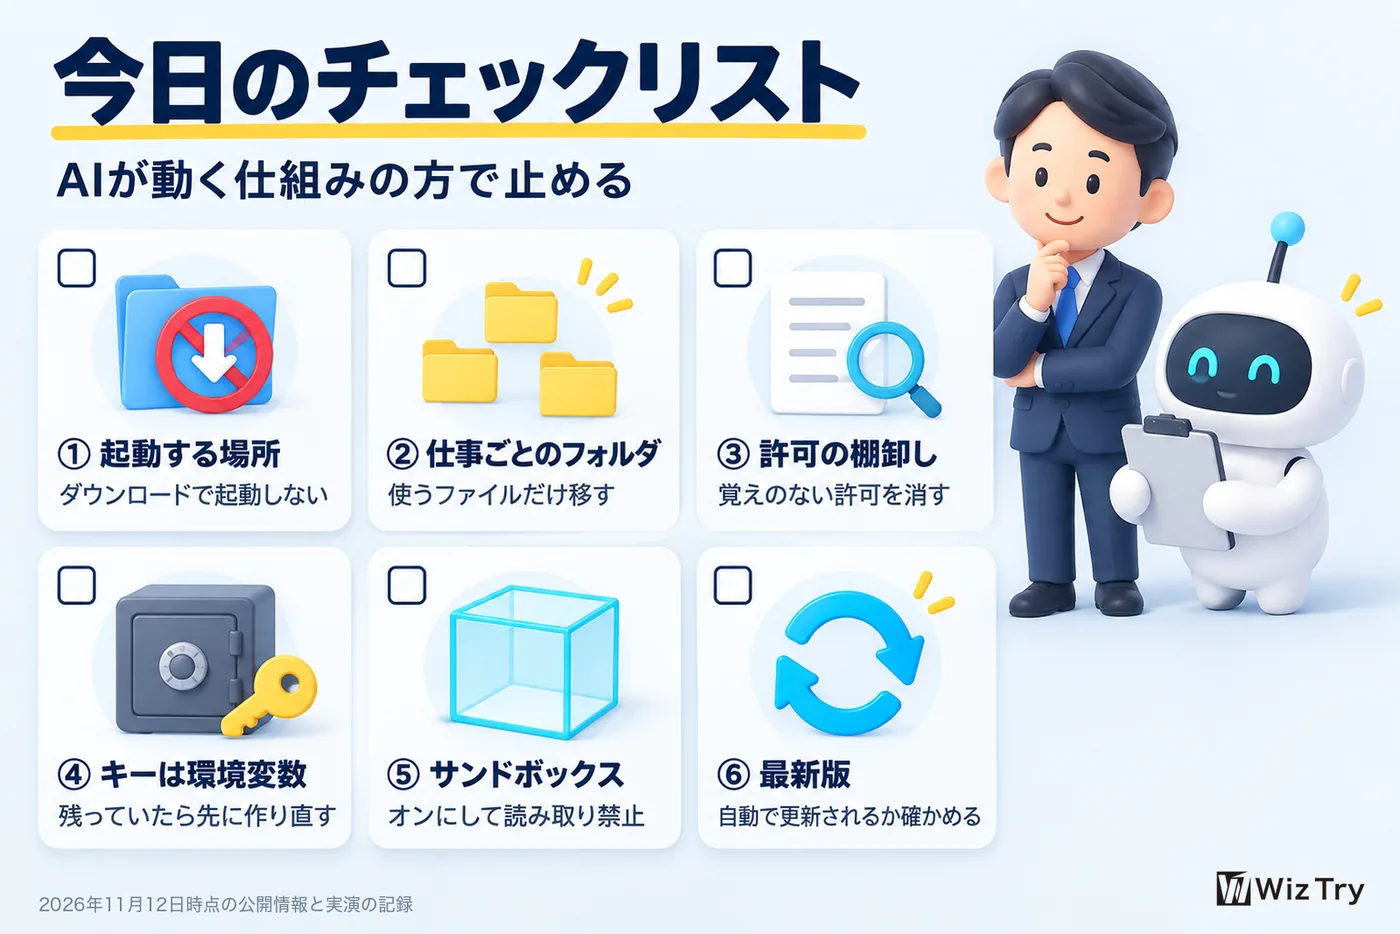 今日のチェックリスト
AIが動く仕組みの方で止める
① 起動する場所
ダウンロードで起動しない
② 仕事ごとのフォルダ
使うファイルだけ移す
③ 許可の棚卸し
覚えのない許可を消す
④ キーは環境変数
残っていたら先に作り直す
⑤ サンドボックス
オンにして読み取り禁止
⑥ 最新版
自動で更新されるか確かめる
2026年11月12日時点の公開情報と実演の記録
Wiz Try